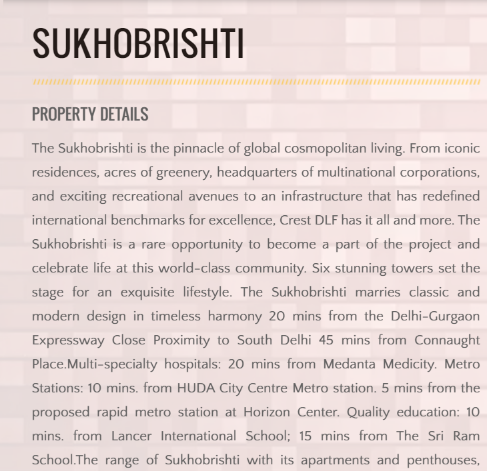 SUKHOBRISHTI
PROPERTY DETAILS
The Sukhobrishti is the pinnacle of global cosmopolitan living. From iconic
residences, acres of greenery, headquarters of multinational corporations,
and exciting recreational avenues to an infrastructure that has redefined
international benchmarks for excellence, Crest DLF has it all and more. The
Sukhobrishti is a rare opportunity to become a part of the project and
celebrate life at this world-class community. Six stunning towers set the
stage for an exquisite lifestyle. The Sukhobrishti marries classic and
modern design in timeless harmony 20 mins from the Delhi-Gurgaon
Expressway Close Proximity to South Delhi 45 mins from Connaught
Place.Multi-specialty hospitals: 20 mins from Medanta Medicity. Metro
Stations: 10 mins. from HUDA City Centre Metro station. 5 mins from the
proposed rapid metro station at Horizon Center. Quality education: 10
mins. from Lancer International School; 15 mins from The Sri Ram
School.The range of Sukhobrishti with its apartments and penthouses,